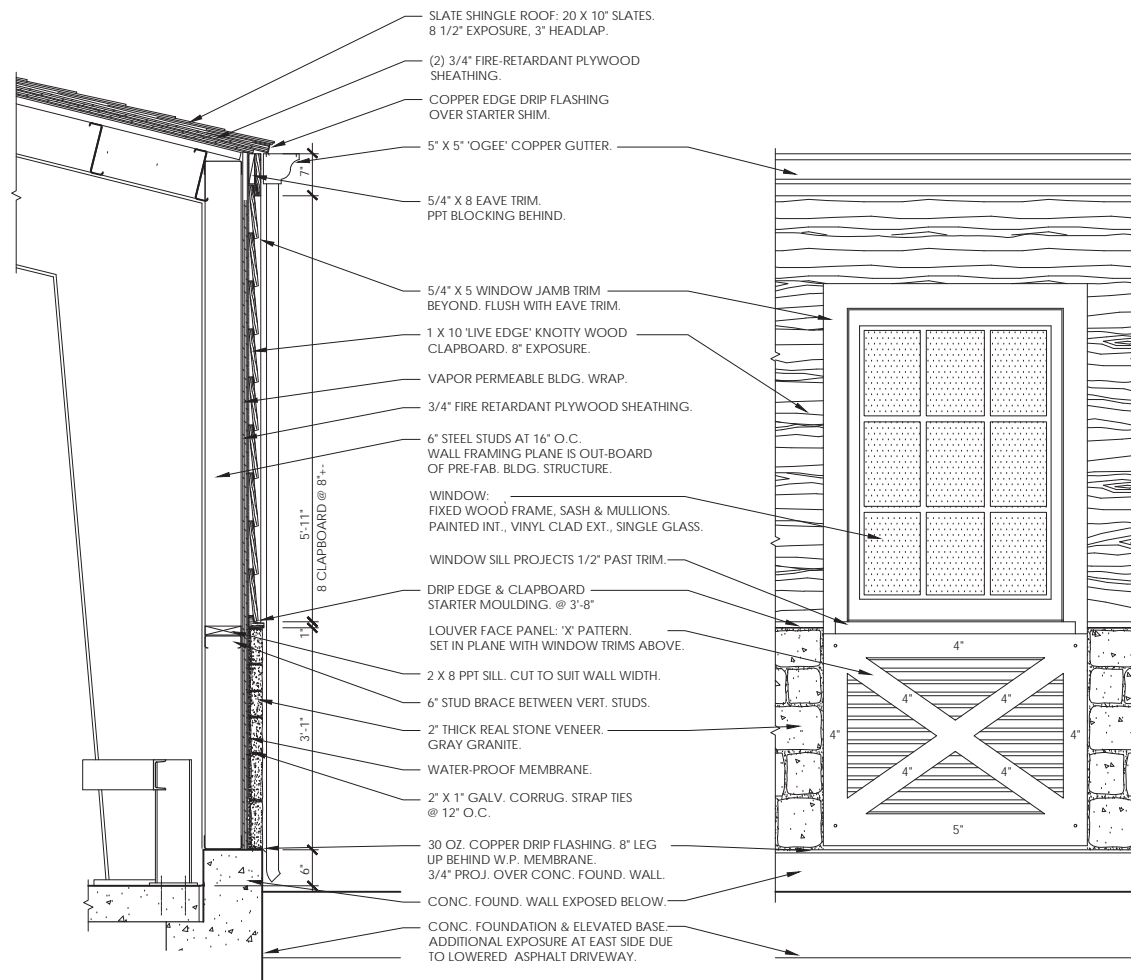 SLATE SHINGLE ROOF: 20 X 10" SLATES.
8 1/2" EXPOSURE, 3" HEADLAP.
(2) 3/4" FIRE-RETARDANT PLYWOOD
SHEATHING.
COPPER EDGE DRIP FLASHING
OVER STARTER SHIM.
5" X 5" 'OGEE' COPPER GUTTER.
7"
5/4" X 8 EAVE TRIM.
PPT BLOCKING BEHIND.
5/4" X 5 WINDOW JAMB TRIM
BEYOND. FLUSH WITH EAVE TRIM.
1 X 10 'LIVE EDGE' KNOTTY WOOD
CLAPBOARD. 8" EXPOSURE.
VAPOR PERMEABLE BLDG. WRAP.
3/4" FIRE RETARDANT PLYWOOD SHEATHING.
6" STEEL STUDS AT 16" O.C.
WALL FRAMING PLANE IS OUT-BOARD
OF PRE-FAB. BLDG. STRUCTURE.
5'-11"
8 CLAPBOARD @ 8"+-
WINDOW:
FIXED WOOD FRAME, SASH & MULLIONS.
PAINTED INT., VINYL CLAD EXT., SINGLE GLASS.
WINDOW SILL PROJECTS 1/2" PAST TRIM.
DRIP EDGE & CLAPBOARD
STARTER MOULDING. @ 3'-8"
1"
LOUVER FACE PANEL: 'X' PATTERN.
SET IN PLANE WITH WINDOW TRIMS ABOVE.
2 X 8 PPT SILL. CUT TO SUIT WALL WIDTH.
6" STUD BRACE BETWEEN VERT. STUDS.
3'-1"
2" THICK REAL STONE VENEER.
GRAY GRANITE.
WATER-PROOF MEMBRANE.
2" X 1" GALV. CORRUG. STRAP TIES
@ 12" O.C.
30 OZ. COPPER DRIP FLASHING. 8" LEG
UP BEHIND W.P. MEMBRANE.
3/4" PROJ. OVER CONC. FOUND. WALL.
6"
CONC. FOUND. WALL EXPOSED BELOW.
CONC. FOUNDATION & ELEVATED BASE.
ADDITIONAL EXPOSURE AT EAST SIDE DUE
TO LOWERED ASPHALT DRIVEWAY.
4"
4"
4"
4"
4"
4"
4"
5"